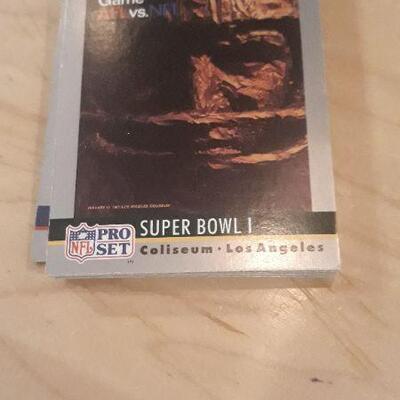 Game
AFL vs. NFL
NFL PRO SET
SUPER BOWL I
Coliseum • Los Angeles